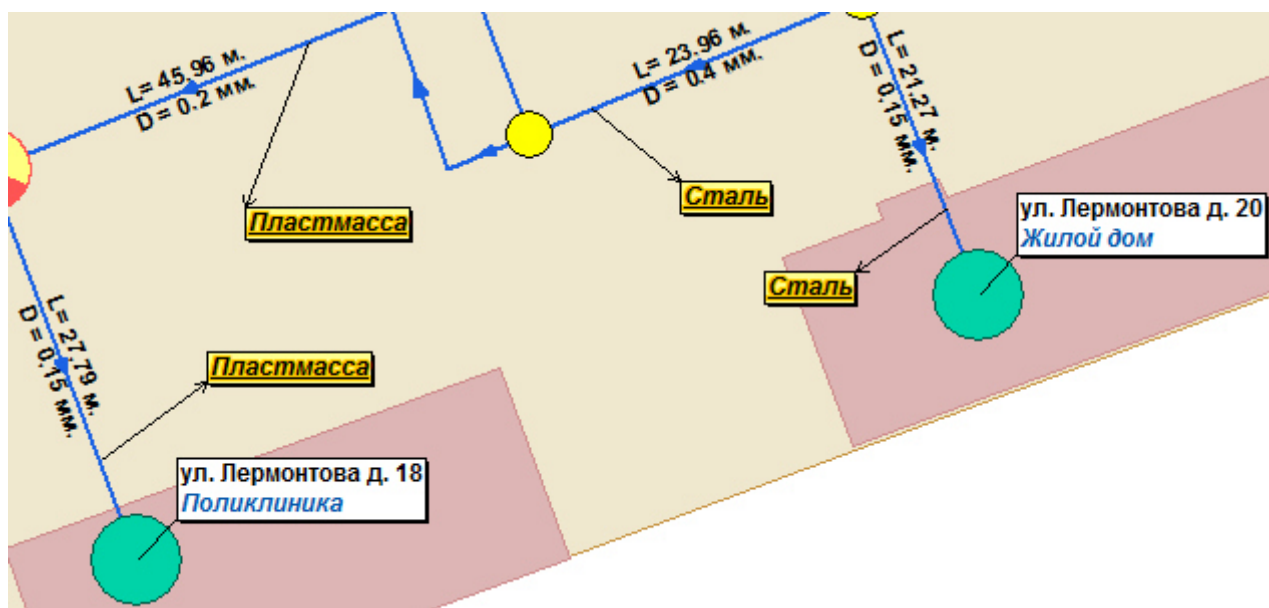 L= 45.96 м.
D = 0.2 мм.
L= 23.96 м.
D = 0.4 мм.
L= 21.27 м.
D = 0.15 мм.
Пластмасса
Сталь
ул. Лермонтова д. 20
Жилой дом
Сталь
L= 27.79 м.
D = 0.15 мм.
Пластмасса
ул. Лермонтова д. 18
Поликлиника